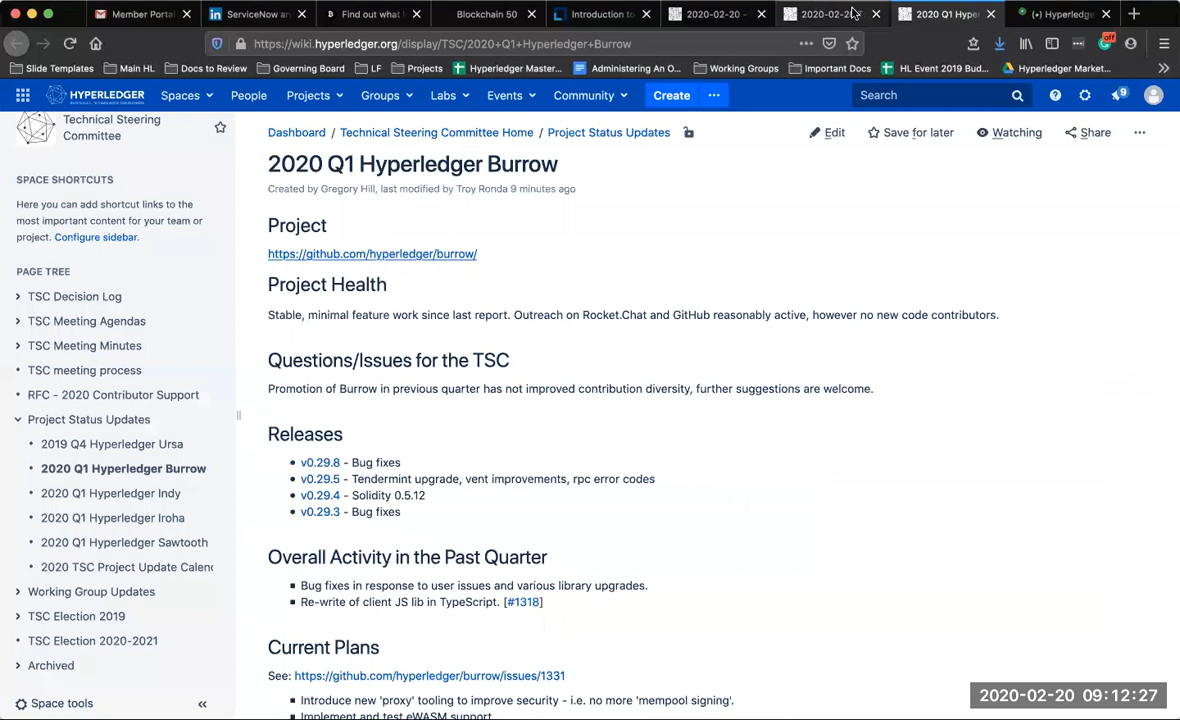 Member Portal
ServiceNow an
Find out what
Blockchain 50
Introduction to
2020-02-20 -
2020-02-2
2020 Q1 Hyper
(•) Hyperledge
https://wiki.hyperledger.org/display/TSC/2020+Q1+Hyperledger+Burrow
off
Slide Templates
Main HL
Docs to Review
Governing Board
LF
Projects
Hyperledger Master...
Administering An O...
Working Groups
Important Docs
HL Event 2019 Bud...
Hyperledger Market...
HYPERLEDGER
Spaces
People
Projects
Groups
Labs
Events
Community
Create
Search
9
Technical Steering
Committee
SPACE SHORTCUTS
Here you can add shortcut links to the
most important content for your team or
project. Configure sidebar.
PAGE TREE
TSC Decision Log
TSC Meeting Agendas
TSC Meeting Minutes
TSC meeting process
RFC - 2020 Contributor Support
Project Status Updates
2019 Q4 Hyperledger Ursa
2020 Q1 Hyperledger Burrow
2020 Q1 Hyperledger Indy
2020 Q1 Hyperledger Iroha
2020 Q1 Hyperledger Sawtooth
2020 TSC Project Update Calend
Working Group Updates
TSC Election 2019
TSC Election 2020-2021
Archived
Space tools
Dashboard / Technical Steering Committee Home / Project Status Updates
Edit
Save for later
Watching
Share
2020 Q1 Hyperledger Burrow
Created by Gregory Hill, last modified by Troy Ronda 9 minutes ago
Project
https://github.com/hyperledger/burrow/
Project Health
Stable, minimal feature work since last report. Outreach on Rocket.Chat and GitHub reasonably active, however no new code contributors.
Questions/Issues for the TSC
Promotion of Burrow in previous quarter has not improved contribution diversity, further suggestions are welcome.
Releases
v0.29.8 - Bug fixes
v0.29.5 - Tendermint upgrade, vent improvements, rpc error codes
v0.29.4 - Solidity 0.5.12
v0.29.3 - Bug fixes
Overall Activity in the Past Quarter
Bug fixes in response to user issues and various library upgrades.
Re-write of client JS lib in TypeScript. [#1318]
Current Plans
See: https://github.com/hyperledger/burrow/issues/1331
Introduce new 'proxy' tooling to improve security - i.e. no more 'mempool signing'.
Implement and test eWASM support
2020-02-20 09:12:27